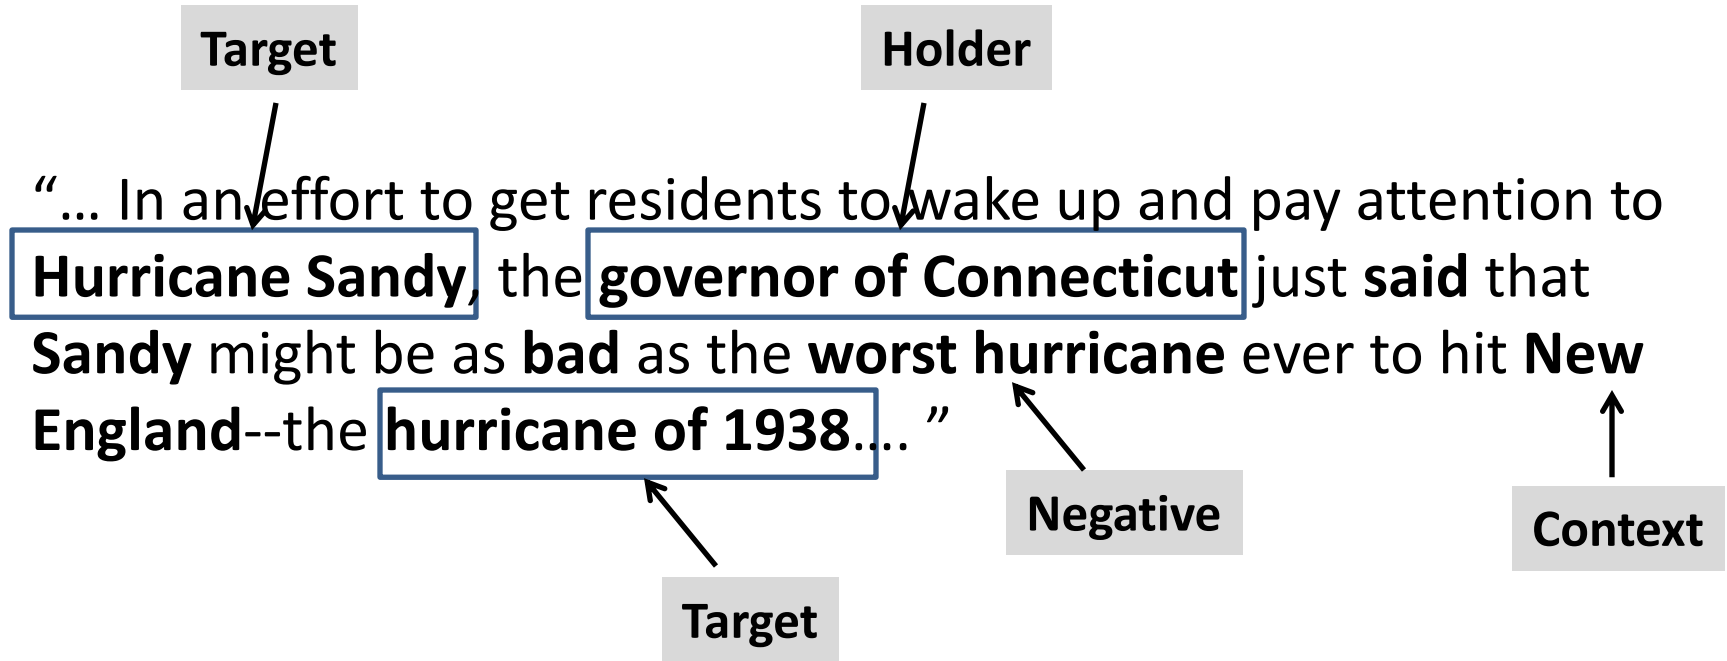 Target
Holder
“... In an effort to get residents to wake up and pay attention to
Hurricane Sandy, the governor of Connecticut just said that
Sandy might be as bad as the worst hurricane ever to hit New
England--the hurricane of 1938.... ”
Negative
Context
Target